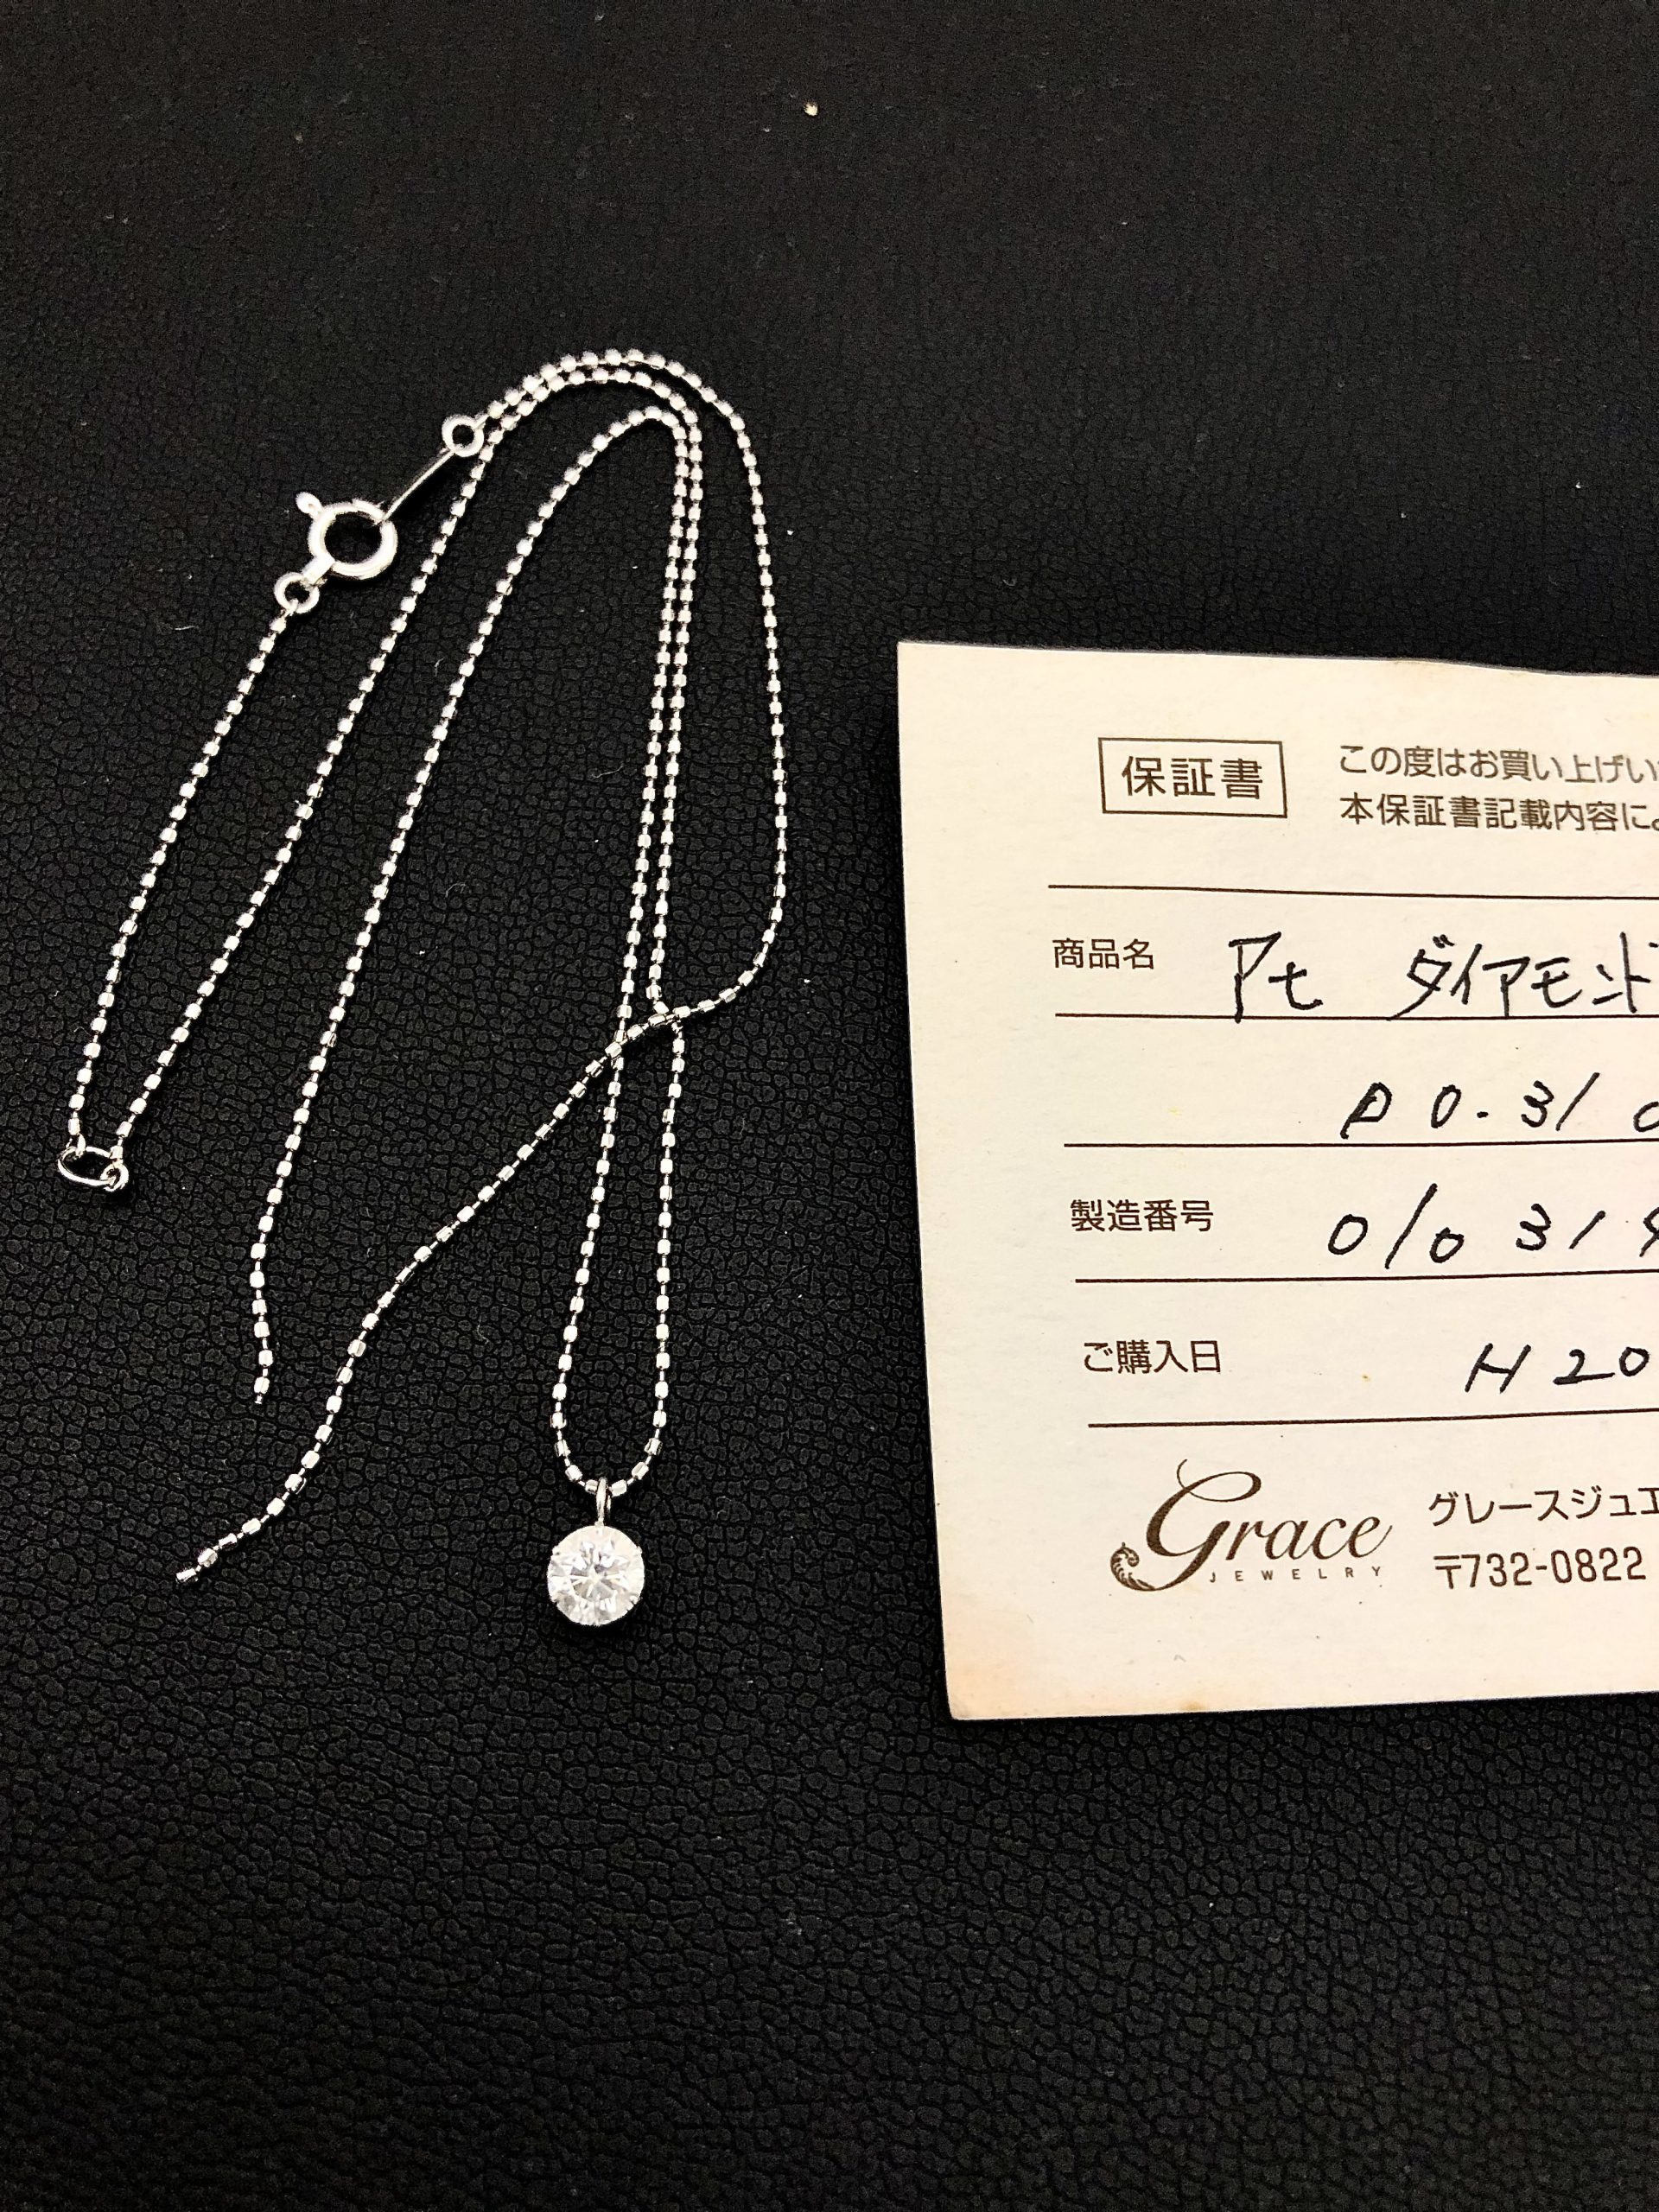 保証書
この度はお買い上げい
本保証書記載内容に
商品名 Pt ダイアモンド
D 0.31
製造番号 010 31
ご購入日 H20
Grace
JEWELRY
グレースジュエ
〒732-0822